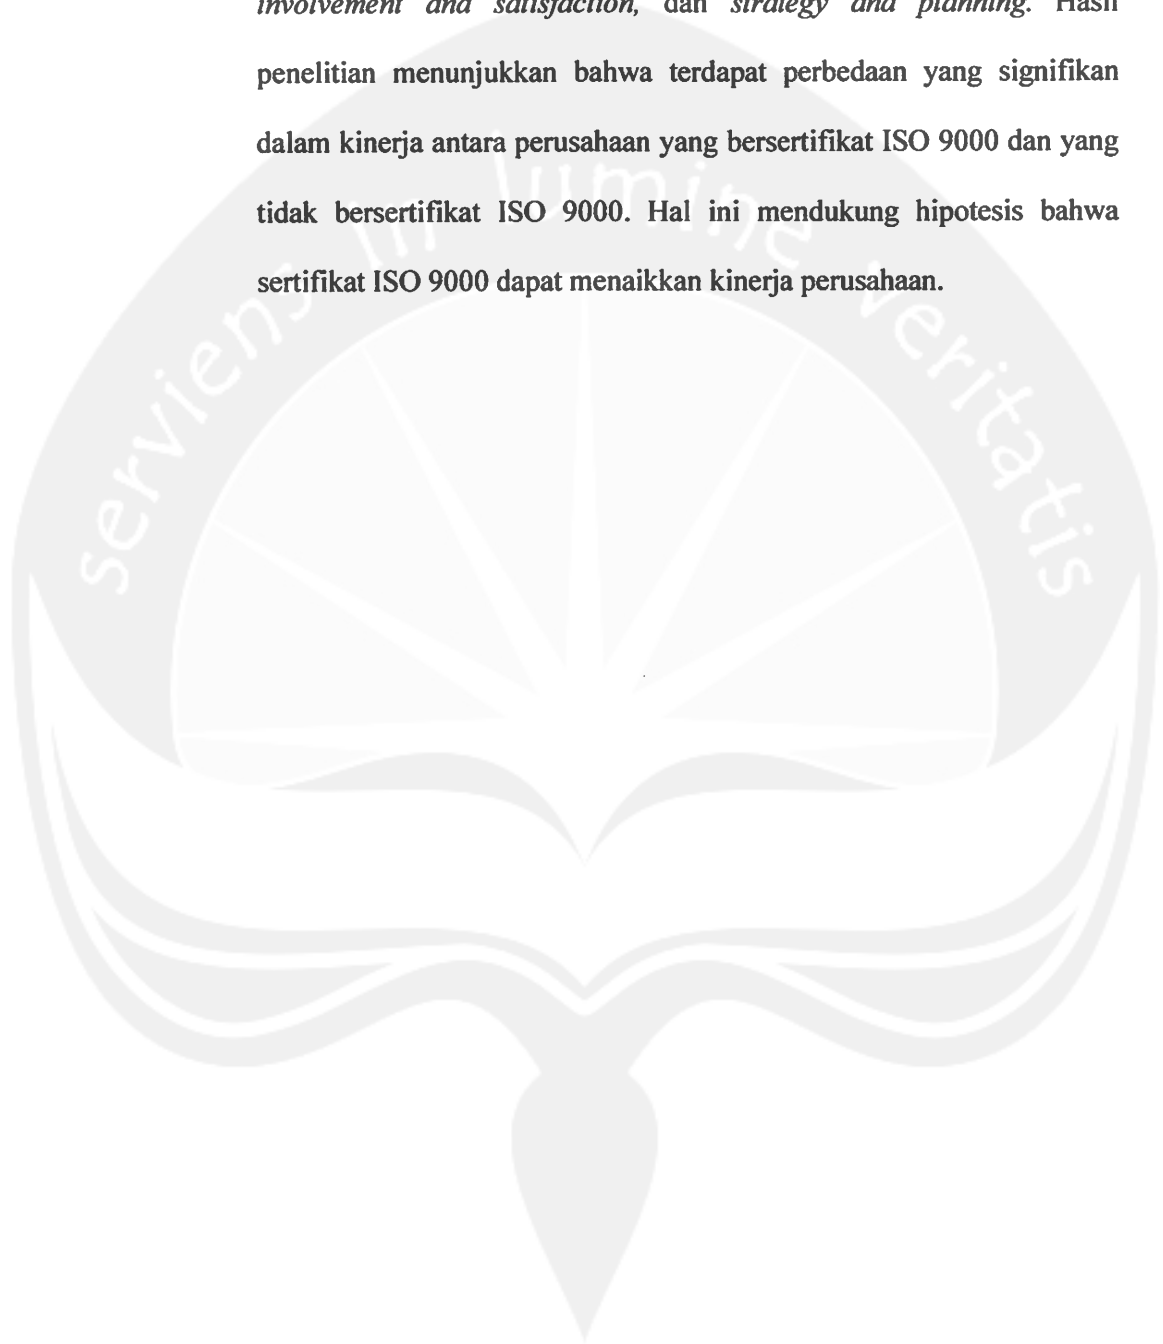 involvement and satisfaction, dan strategy and planning. Hasil
penelitian menunjukkan bahwa terdapat perbedaan yang signifikan
dalam kinerja antara perusahaan yang bersertifikat ISO 9000 dan yang
tidak bersertifikat ISO 9000. Hal ini mendukung hipotesis bahwa
sertifikat ISO 9000 dapat menaikkan kinerja perusahaan.
serviens in lumine veritatis